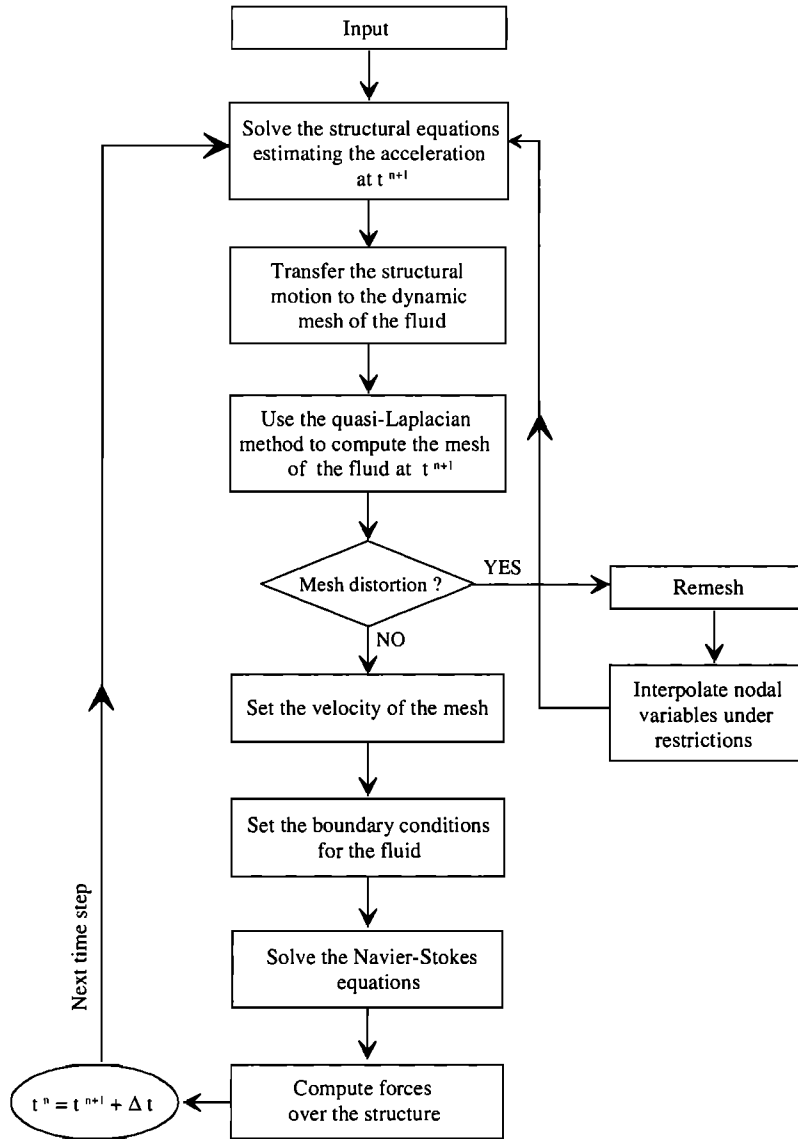 Input
Solve the structural equations
estimating the acceleration
at t ⁿ⁺¹
Transfer the structural
motion to the dynamic
mesh of the fluid
Use the quasi-Laplacian
method to compute the mesh
of the fluid at t ⁿ⁺¹
Mesh distortion ?
YES
Remesh
NO
Interpolate nodal
variables under
restrictions
Set the velocity of the mesh
Set the boundary conditions
for the fluid
Solve the Navier-Stokes
equations
Next time step
Compute forces
over the structure
t ⁿ = t ⁿ⁺¹ + Δ t